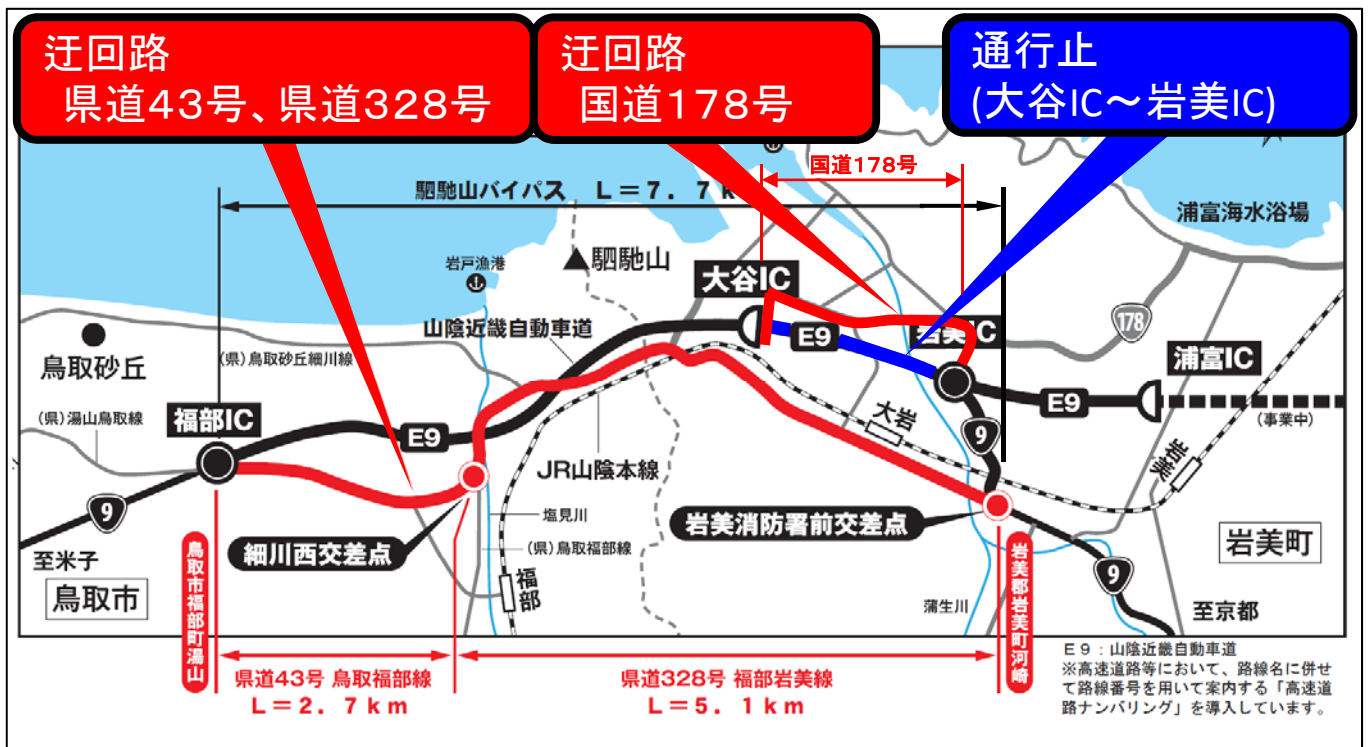 迂回路
県道43号、県道328号
迂回路
国道178号
通行止
(大谷IC～岩美IC)
国道178号
駟馳山バイパス L＝7.7k
浦富海水浴場
岩戸漁港
駟馳山
大谷IC
山陰近畿自動車道
E9
岩美IC
178
浦富IC
鳥取砂丘
(県)鳥取砂丘細川線
(県)湯山鳥取線
福部IC
E9
E9
(事業中)
大岩
9
岩美
JR山陰本線
9
塩見川
岩美消防署前交差点
細川西交差点
(県)鳥取福部線
岩美町
至米子
鳥取市
福部
9
蒲生川
至京都
鳥取市福部町湯山
岩美郡岩美町河崎
県道43号 鳥取福部線
L＝2.7km
県道328号 福部岩美線
L＝5.1km
E9：山陰近畿自動車道
※高速道路等において、路線名に併せ
て路線番号を用いて案内する「高速道
路ナンバリング」を導入しています。